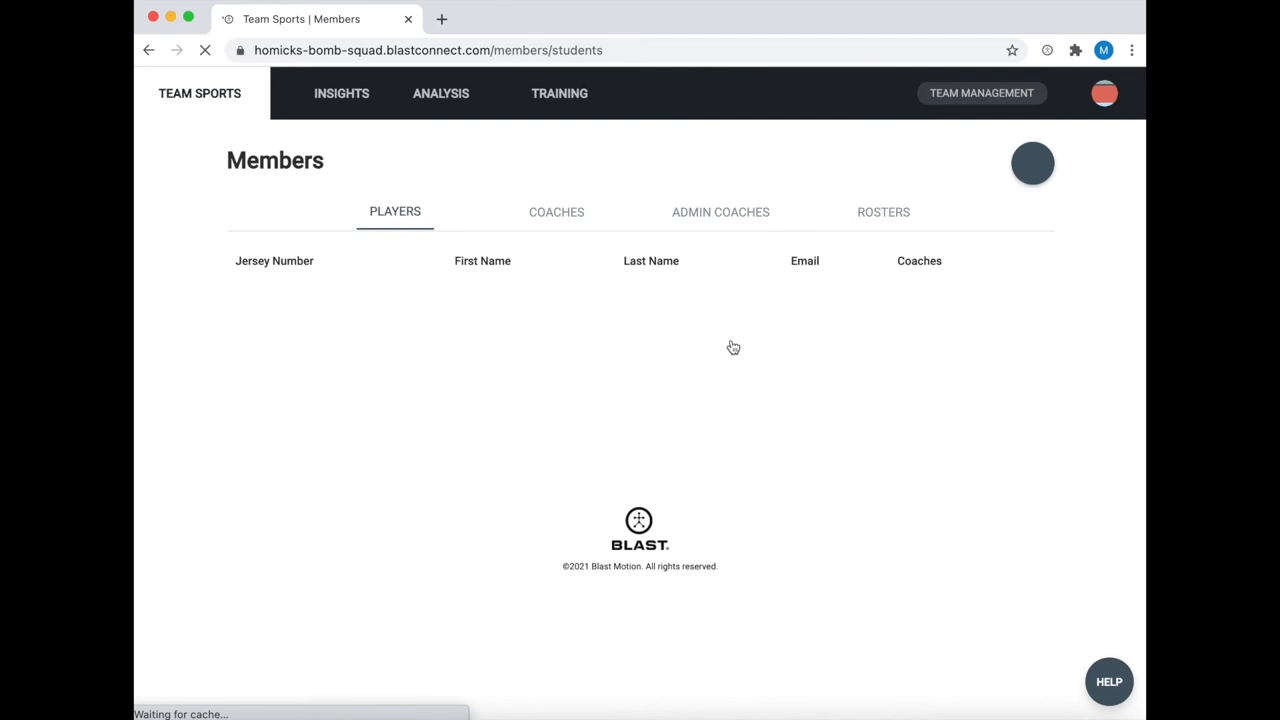 Team Sports | Members
homicks-bomb-squad.blastconnect.com/members/students
M
TEAM SPORTS
INSIGHTS
ANALYSIS
TRAINING
TEAM MANAGEMENT
Members
PLAYERS
COACHES
ADMIN COACHES
ROSTERS
Jersey Number
First Name
Last Name
Email
Coaches
BLAST
©2021 Blast Motion. All rights reserved.
HELP
Waiting for cache...